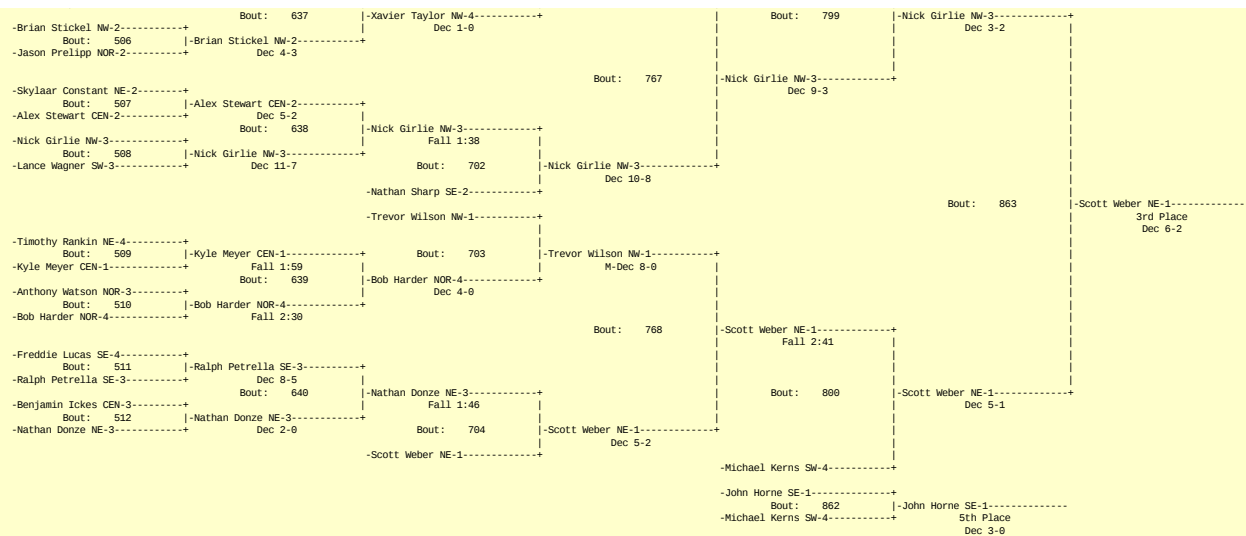 Bout: 637 |-Xavier Taylor NW-4-----------+ | Bout: 799 |-Nick Girlie NW-3-------------+
-Brian Stickel NW-2-----------+ | Dec 1-0 | | Dec 3-2 |
Bout: 506 |-Brian Stickel NW-2-----------+ | | |
-Jason Prelipp NOR-2----------+ Dec 4-3 | | |
Bout: 767 |-Nick Girlie NW-3-------------+ |
-Skylaar Constant NE-2--------+ | Dec 9-3 |
Bout: 507 |-Alex Stewart CEN-2-----------+ | |
-Alex Stewart CEN-2-----------+ Dec 5-2 | | |
Bout: 638 |-Nick Girlie NW-3-------------+ | |
-Nick Girlie NW-3-------------+ | Fall 1:38 | | |
Bout: 508 |-Nick Girlie NW-3-------------+ | | |
-Lance Wagner SW-3------------+ Dec 11-7 Bout: 702 |-Nick Girlie NW-3-------------+ |
| Dec 10-8 |
-Nathan Sharp SE-2------------+ |
Bout: 863 |-Scott Weber NE-1-------------
-Trevor Wilson NW-1-----------+ | 3rd Place
| | Dec 6-2
-Timothy Rankin NE-4----------+ | |
Bout: 509 |-Kyle Meyer CEN-1-------------+ Bout: 703 |-Trevor Wilson NW-1-----------+ |
-Kyle Meyer CEN-1-------------+ Fall 1:59 | | M-Dec 8-0 | |
Bout: 639 |-Bob Harder NOR-4-------------+ | |
-Anthony Watson NOR-3---------+ | Dec 4-0 | |
Bout: 510 |-Bob Harder NOR-4-------------+ | |
-Bob Harder NOR-4-------------+ Fall 2:30 | |
Bout: 768 |-Scott Weber NE-1-------------+ |
-Freddie Lucas SE-4-----------+ | Fall 2:41 | |
Bout: 511 |-Ralph Petrella SE-3----------+ | | |
-Ralph Petrella SE-3----------+ Dec 8-5 | | | |
Bout: 640 |-Nathan Donze NE-3------------+ | Bout: 800 |-Scott Weber NE-1-------------+
-Benjamin Ickes CEN-3---------+ | Fall 1:46 | | | Dec 5-1
Bout: 512 |-Nathan Donze NE-3------------+ | | |
-Nathan Donze NE-3------------+ Dec 2-0 Bout: 704 |-Scott Weber NE-1-------------+ |
| Dec 5-2 |
-Scott Weber NE-1-------------+ |
-Michael Kerns SW-4-----------+
-John Horne SE-1--------------+
Bout: 862 |-John Horne SE-1--------------
-Michael Kerns SW-4-----------+ 5th Place
Dec 3-0